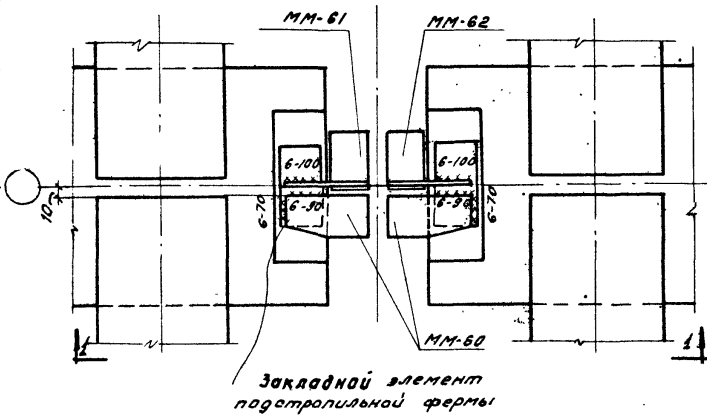 ММ-61
ММ-62
6-100
6-100
10
6-70
6-90
6-90
6-70
ММ-60
1
1
Закладной элемент
подстропильной фермы